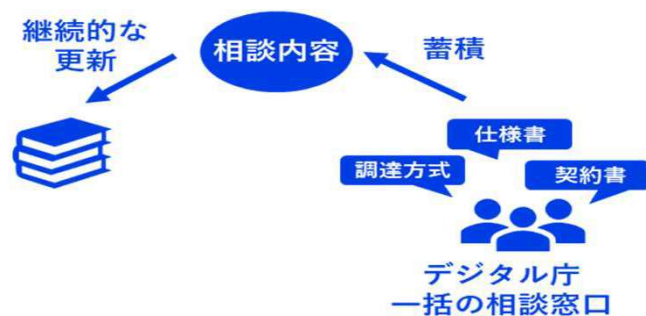 継続的な
更新
相談内容
蓄積
仕様書
調達方式
契約書
デジタル庁
一括の相談窓口